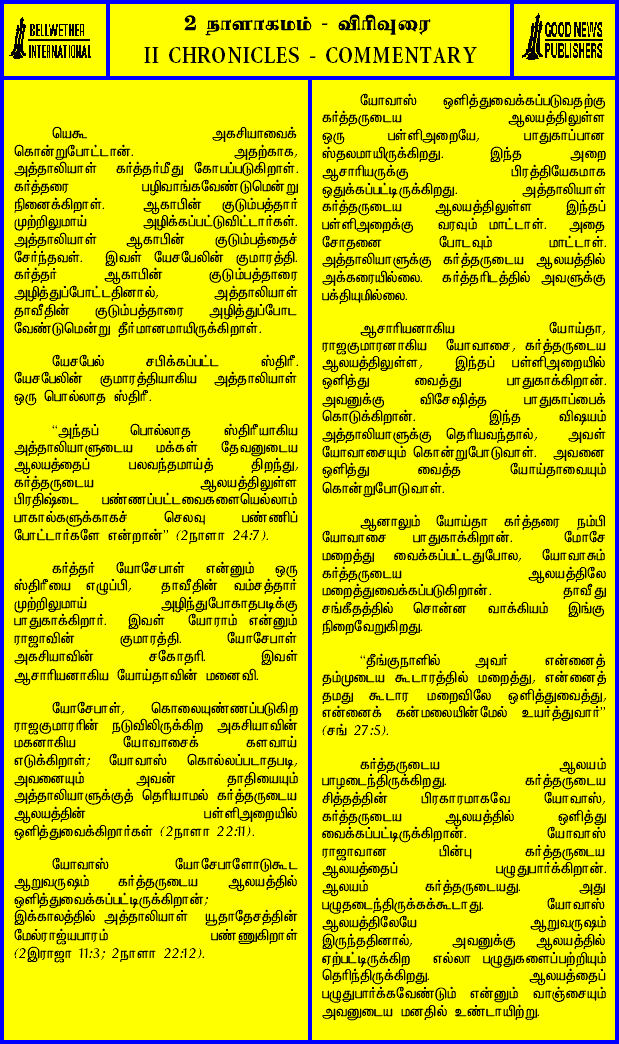 BELLWETHER
INTERNATIONAL
2 நாளாகமம் - விரிவுரை
II CHRONICLES - COMMENTARY
GOOD NEWS
PUBLISHERS
யெகூ அகசியாவைக்
கொன்றுபோட்டான். அதற்காக,
அத்தாலியாள் கர்த்தர்மீது கோபப்படுகிறாள்.
கர்த்தரை பழிவாங்கவேண்டுமென்று
நினைக்கிறாள். ஆகாபின் குடும்பத்தார்
முற்றிலுமாய் அழிக்கப்பட்டுவிட்டார்கள்.
அத்தாலியாள் ஆகாபின் குடும்பத்தைச்
சேர்ந்தவள். இவள் யேசபேலின் குமாரத்தி.
கர்த்தர் ஆகாபின் குடும்பத்தாரை
அழித்துப்போட்டதினால், அத்தாலியாள்
தாவீதின் குடும்பத்தாரை அழித்துப்போட
வேண்டுமென்று தீர்மானமாயிருக்கிறாள்.
யேசபேல் சபிக்கப்பட்ட ஸ்திரீ.
யேசபேலின் குமாரத்தியாகிய அத்தாலியாள்
ஒரு பொல்லாத ஸ்திரீ.
“அந்தப் பொல்லாத ஸ்திரீயாகிய
அத்தாலியாளுடைய மக்கள் தேவனுடைய
ஆலயத்தைப் பலவந்தமாய்த் திறந்து,
கர்த்தருடைய ஆலயத்திலுள்ள
பிரதிஷ்டை பண்ணப்பட்டவைகளையெல்லாம்
பாகால்களுக்காகச் செலவு பண்ணிப்
போட்டார்களே என்றான்” (2நாளா 24:7).
கர்த்தர் யோசேபாள் என்னும் ஒரு
ஸ்திரீயை எழுப்பி, தாவீதின் வம்சத்தார்
முற்றிலுமாய் அழிந்துபோகாதபடிக்கு
பாதுகாக்கிறார். இவள் யோராம் என்னும்
ராஜாவின் குமாரத்தி. யோசேபாள்
அகசியாவின் சகோதரி. இவள்
ஆசாரியனாகிய யோய்தாவின் மனைவி.
யோசேபாள், கொலையுண்ணப்படுகிற
ராஜகுமாரரின் நடுவிலிருக்கிற அகசியாவின்
மகனாகிய யோவாசைக் களவாய்
எடுக்கிறாள்; யோவாஸ் கொல்லப்படாதபடி,
அவனையும் அவன் தாதியையும்
அத்தாலியாளுக்குத் தெரியாமல் கர்த்தருடைய
ஆலயத்தின் பள்ளிஅறையில்
ஒளித்துவைக்கிறார்கள் (2நாளா 22:11).
யோவாஸ் யோசேபாளோடுகூட
ஆறுவருஷம் கர்த்தருடைய ஆலயத்தில்
ஒளித்துவைக்கப்பட்டிருக்கிறான்;
இக்காலத்தில் அத்தாலியாள் யூதாதேசத்தின்
மேல்ராஜ்யபாரம் பண்ணுகிறாள்
(2இராஜா 11:3; 2நாளா 22:12).
யோவாஸ் ஒளித்துவைக்கப்படுவதற்கு
கர்த்தருடைய ஆலயத்திலுள்ள
ஒரு பள்ளிஅறையே, பாதுகாப்பான
ஸ்தலமாயிருக்கிறது. இந்த அறை
ஆசாரியருக்கு பிரத்தியேகமாக
ஒதுக்கப்பட்டிருக்கிறது. அத்தாலியாள்
கர்த்தருடைய ஆலயத்திலுள்ள இந்தப்
பள்ளிஅறைக்கு வரவும் மாட்டாள். அதை
சோதனை போடவும் மாட்டாள்.
அத்தாலியாளுக்கு கர்த்தருடைய ஆலயத்தில்
அக்கரையில்லை. கர்த்தரிடத்தில் அவளுக்கு
பக்தியுமில்லை.
ஆசாரியனாகிய யோய்தா,
ராஜகுமாரனாகிய யோவாசை, கர்த்தருடைய
ஆலயத்திலுள்ள, இந்தப் பள்ளிஅறையில்
ஒளித்து வைத்து பாதுகாக்கிறான்.
அவனுக்கு விசேஷித்த பாதுகாப்பைக்
கொடுக்கிறான். இந்த விஷயம்
அத்தாலியாளுக்கு தெரியவந்தால், அவள்
யோவாசையும் கொன்றுபோடுவாள். அவனை
ஒளித்து வைத்த யோய்தாவையும்
கொன்றுபோடுவாள்.
ஆனாலும் யோய்தா கர்த்தரை நம்பி
யோவாசை பாதுகாக்கிறான். மோசே
மறைத்து வைக்கப்பட்டதுபோல, யோவாசும்
கர்த்தருடைய ஆலயத்திலே
மறைத்துவைக்கப்படுகிறான். தாவீது
சங்கீதத்தில் சொன்ன வாக்கியம் இங்கு
நிறைவேறுகிறது.
“தீங்குநாளில் அவர் என்னைத்
தம்முடைய கூடாரத்தில் மறைத்து, என்னைத்
தமது கூடார மறைவிலே ஒளித்துவைத்து,
என்னைக் கன்மலையின்மேல் உயர்த்துவார்”
(சங் 27:5).
கர்த்தருடைய ஆலயம்
பாழடைந்திருக்கிறது. கர்த்தருடைய
சித்தத்தின் பிரகாரமாகவே யோவாஸ்,
கர்த்தருடைய ஆலயத்தில் ஒளித்து
வைக்கப்பட்டிருக்கிறான். யோவாஸ்
ராஜாவான பின்பு கர்த்தருடைய
ஆலயத்தைப் பழுதுபார்க்கிறான்.
ஆலயம் கர்த்தருடையது. அது
பழுதடைந்திருக்கக்கூடாது. யோவாஸ்
ஆலயத்திலேயே ஆறுவருஷம்
இருந்ததினால், அவனுக்கு ஆலயத்தில்
ஏற்பட்டிருக்கிற எல்லா பழுதுகளைப்பற்றியும்
தெரிந்திருக்கிறது. ஆலயத்தைப்
பழுதுபார்க்கவேண்டும் என்னும் வாஞ்சையும்
அவனுடைய மனதில் உண்டாயிற்று.